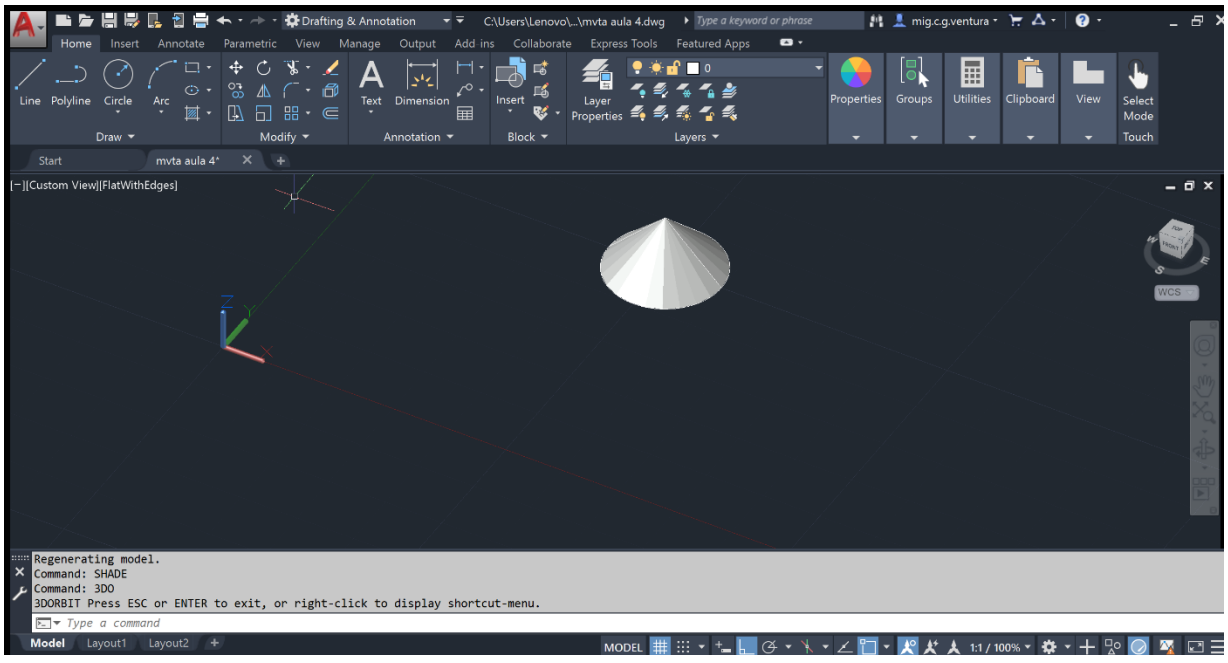 A Drafting & Annotation C:\Users\Lenovo\...\mvta aula 4.dwg Type a keyword or phrase mig.c.g.ventura
Home Insert Annotate Parametric View Manage Output Add-ins Collaborate Express Tools Featured Apps
0
Line Polyline Circle Arc Text Dimension Insert Layer Properties Properties Groups Utilities Clipboard View Select Mode
Draw Modify Annotation Block Layers Touch
Start mvta aula 4* +
[−][Custom View][FlatWithEdges]
TOP
FRONT
W
S
E
WCS
Z
Y
X
Regenerating model.
Command: SHADE
Command: 3DO
3DORBIT Press ESC or ENTER to exit, or right-click to display shortcut-menu.
Type a command
Model Layout1 Layout2 + MODEL 1:1 / 100%